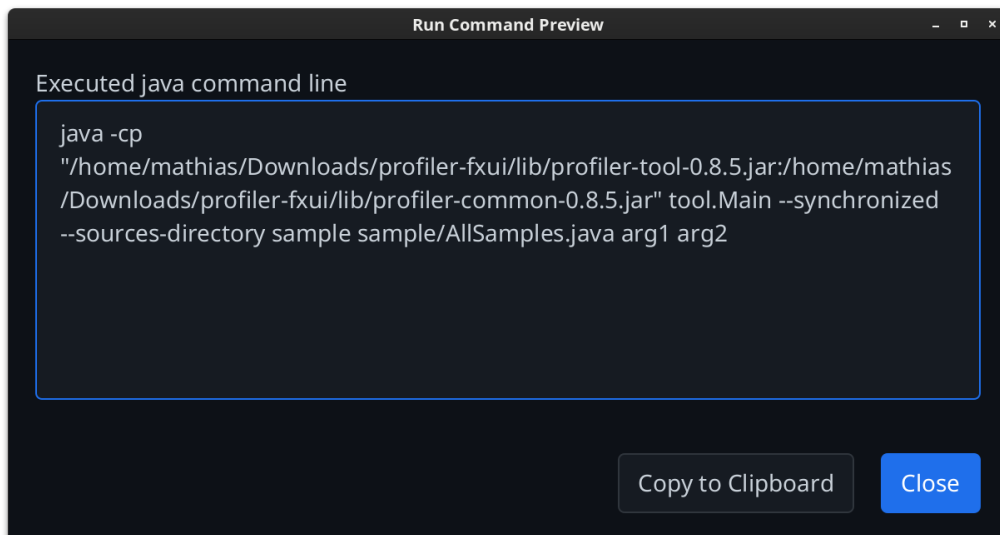 Run Command Preview
Executed java command line
java -cp
"/home/mathias/Downloads/profiler-fxui/lib/profiler-tool-0.8.5.jar:/home/mathias
/Downloads/profiler-fxui/lib/profiler-common-0.8.5.jar" tool.Main --synchronized
--sources-directory sample sample/AllSamples.java arg1 arg2
Copy to Clipboard
Close